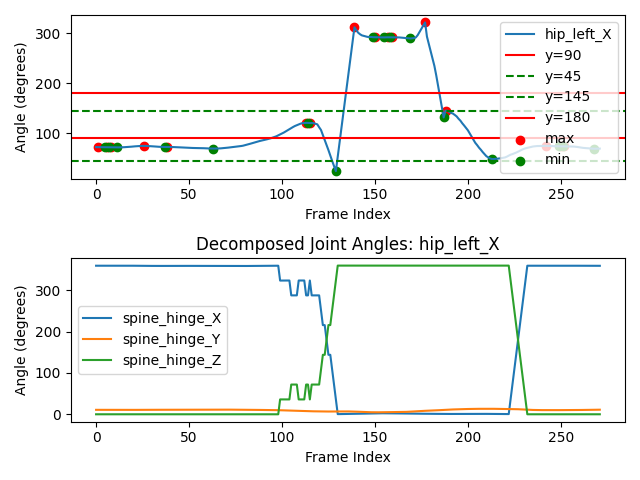 300
200
100
Angle (degrees)
hip_left_X
y=90
y=45
y=145
y=180
max
min
0
50
100
150
200
250
Frame Index
Decomposed Joint Angles: hip_left_X
300
200
100
0
Angle (degrees)
spine_hinge_X
spine_hinge_Y
spine_hinge_Z
0
50
100
150
200
250
Frame Index